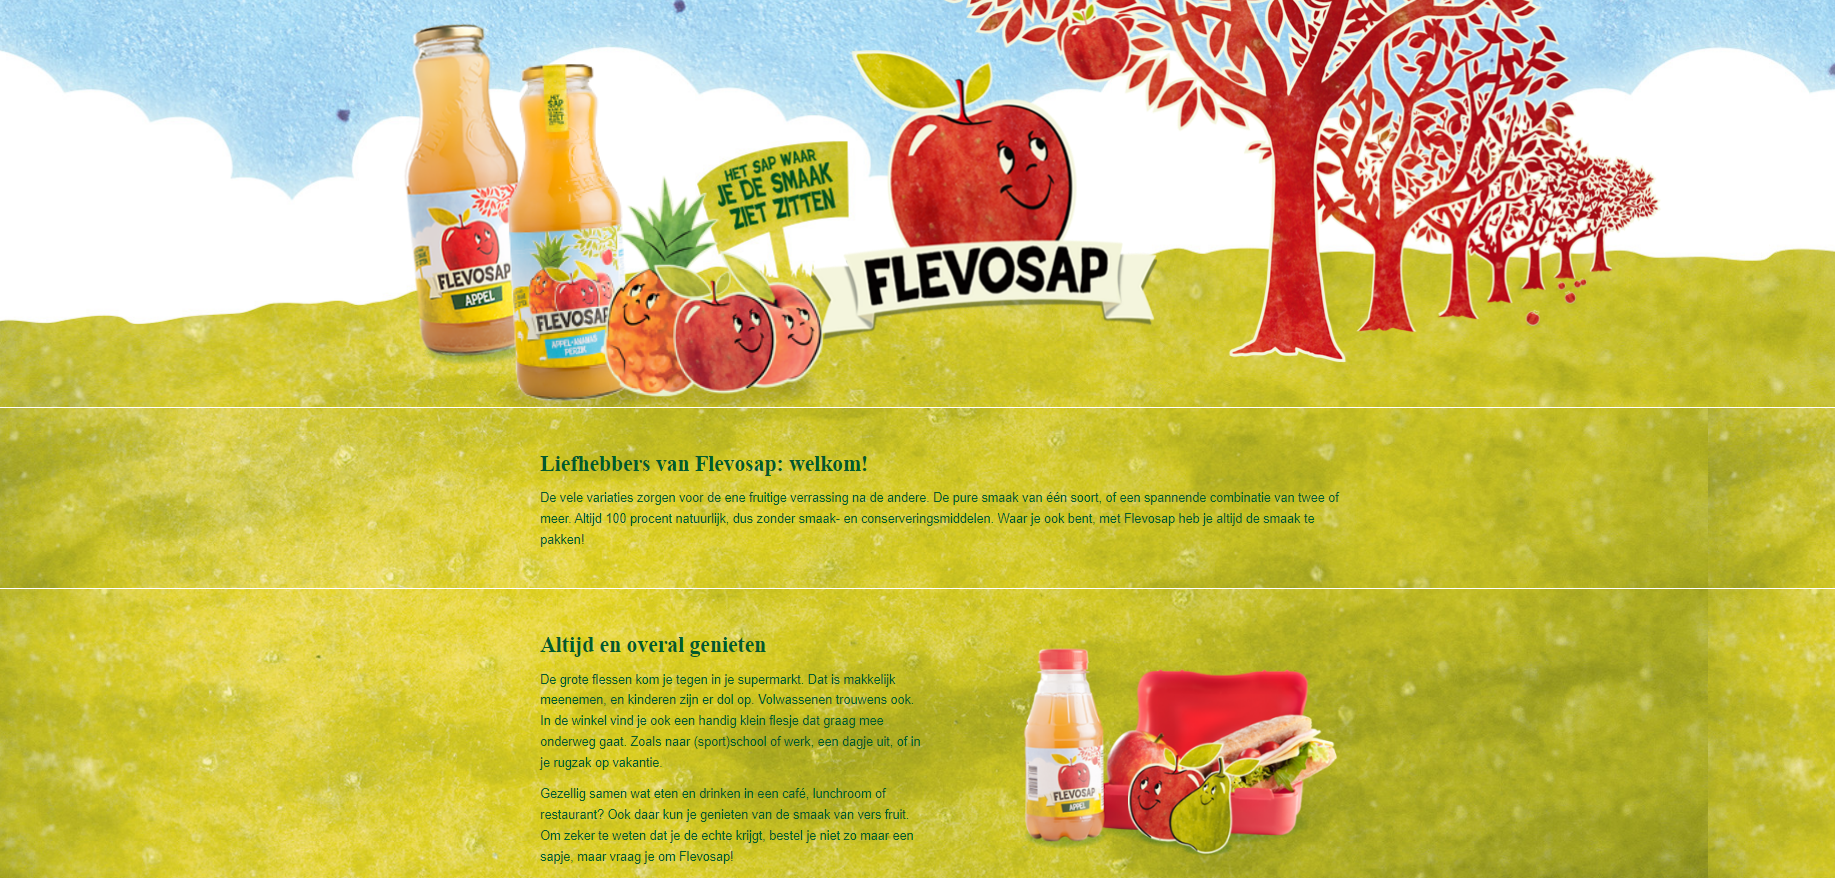 HET SAP WAAR
JE DE SMAAK
ZIET ZITTEN
FLEVOSAP
APPEL
FLEVOSAP
APPEL-ANANAS
PERZIK
FLEVOSAP
Liefhebbers van Flevosap: welkom!
De vele variaties zorgen voor de ene fruitige verrassing na de andere. De pure smaak van één soort, of een spannende combinatie van twee of
meer. Altijd 100 procent natuurlijk, dus zonder smaak- en conserveringsmiddelen. Waar je ook bent, met Flevosap heb je altijd de smaak te
pakken!
Altijd en overal genieten
De grote flessen kom je tegen in je supermarkt. Dat is makkelijk
meenemen, en kinderen zijn er dol op. Volwassenen trouwens ook.
In de winkel vind je ook een handig klein flesje dat graag mee
onderweg gaat. Zoals naar (sport)school of werk, een dagje uit, of in
je rugzak op vakantie.
Gezellig samen wat eten en drinken in een café, lunchroom of
restaurant? Ook daar kun je genieten van de smaak van vers fruit.
Om zeker te weten dat je de echte krijgt, bestel je niet zo maar een
sapje, maar vraag je om Flevosap!
FLEVOSAP
APPEL